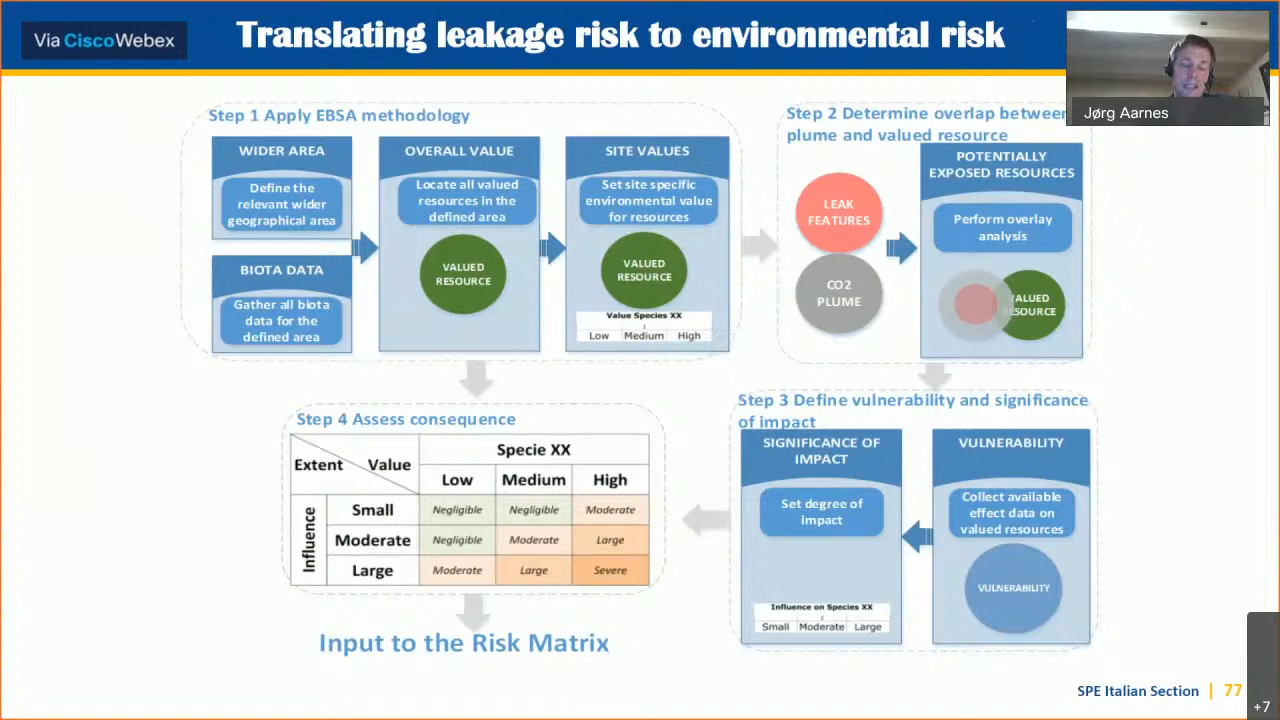 Via Cisco Webex
Translating leakage risk to environmental risk
Jørg Aarnes
Step 1 Apply EBSA methodology
WIDER AREA
Define the
relevant wider
geographical area
BIOTA DATA
Gather all biota
data for the
defined area
OVERALL VALUE
Locate all valued
resources in the
defined area
VALUED
RESOURCE
SITE VALUES
Set site specific
environmental value
for resources
VALUED
RESOURCE
Value Species XX
Low Medium High
Step 2 Determine overlap between
plume and valued resource
LEAK
FEATURES
CO2
PLUME
POTENTIALLY
EXPOSED RESOURCES
Perform overlay
analysis
VALUED
RESOURCE
Step 3 Define vulnerability and significance
of impact
SIGNIFICANCE OF
IMPACT
Set degree of
impact
Influence on Species XX
Small Moderate Large
VULNERABILITY
Collect available
effect data on
valued resources
VULNERABILITY
Step 4 Assess consequence
Extent Value
Specie XX
Low Medium High
Influence
Small Negligible Negligible Moderate
Moderate Negligible Moderate Large
Large Moderate Large Severe
Input to the Risk Matrix
SPE Italian Section | 77
+7